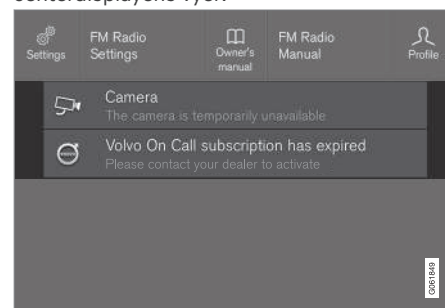 Settings
FM Radio
Settings
Owner's
manual
FM Radio
Manual
Profile
Camera
The camera is temporarily unavailable
Volvo On Call subscription has expired
Please contact your dealer to activate
G061849